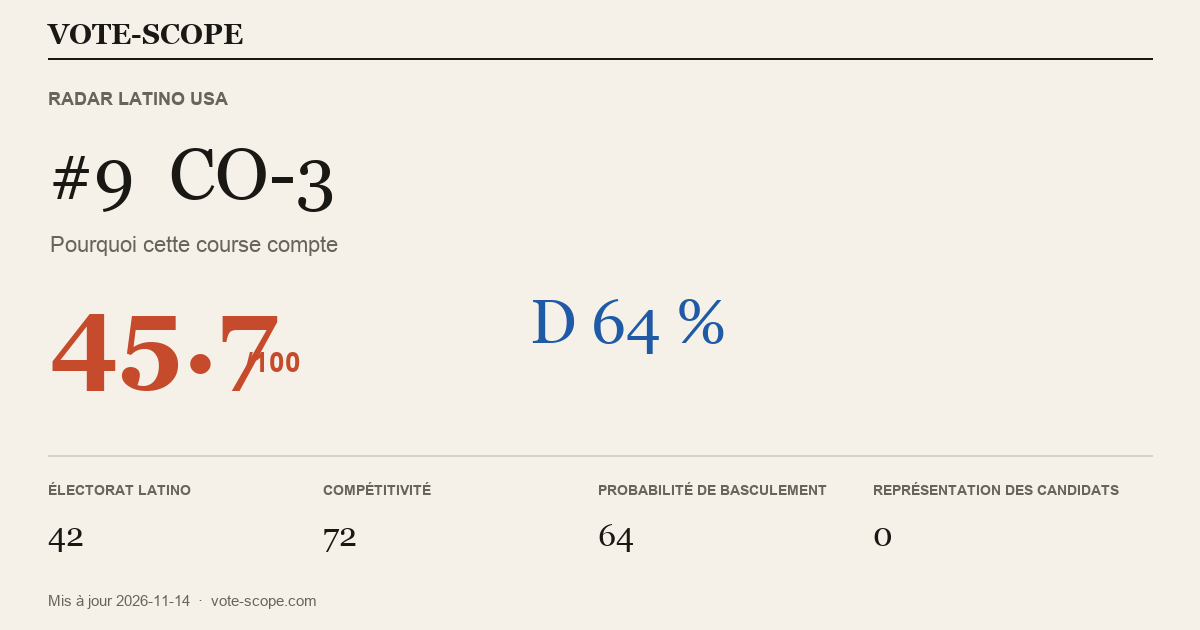 VOTE-SCOPE
RADAR LATINO USA
#9 CO-3
Pourquoi cette course compte
45.7/100
D 64 %
ÉLECTORAT LATINO
COMPÉTITIVITÉ
PROBABILITÉ DE BASCULEMENT
REPRÉSENTATION DES CANDIDATS
42
72
64
0
Mis à jour 2026-11-14 · vote-scope.com